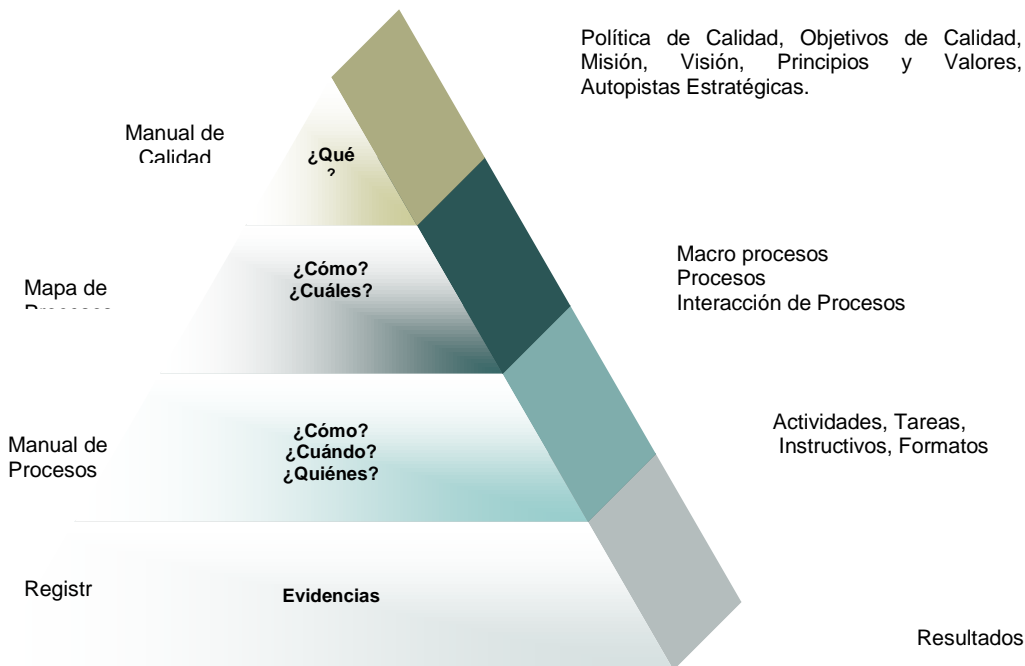 Política de Calidad, Objetivos de Calidad,
Misión, Visión, Principios y Valores,
Autopistas Estratégicas.
Manual de
Calidad
¿Qué
?
Macro procesos
Procesos
Interacción de Procesos
¿Cómo?
¿Cuáles?
Mapa de
Procesos
Actividades, Tareas,
Instructivos, Formatos
¿Cómo?
¿Cuándo?
¿Quiénes?
Manual de
Procesos
Registr
Evidencias
Resultados